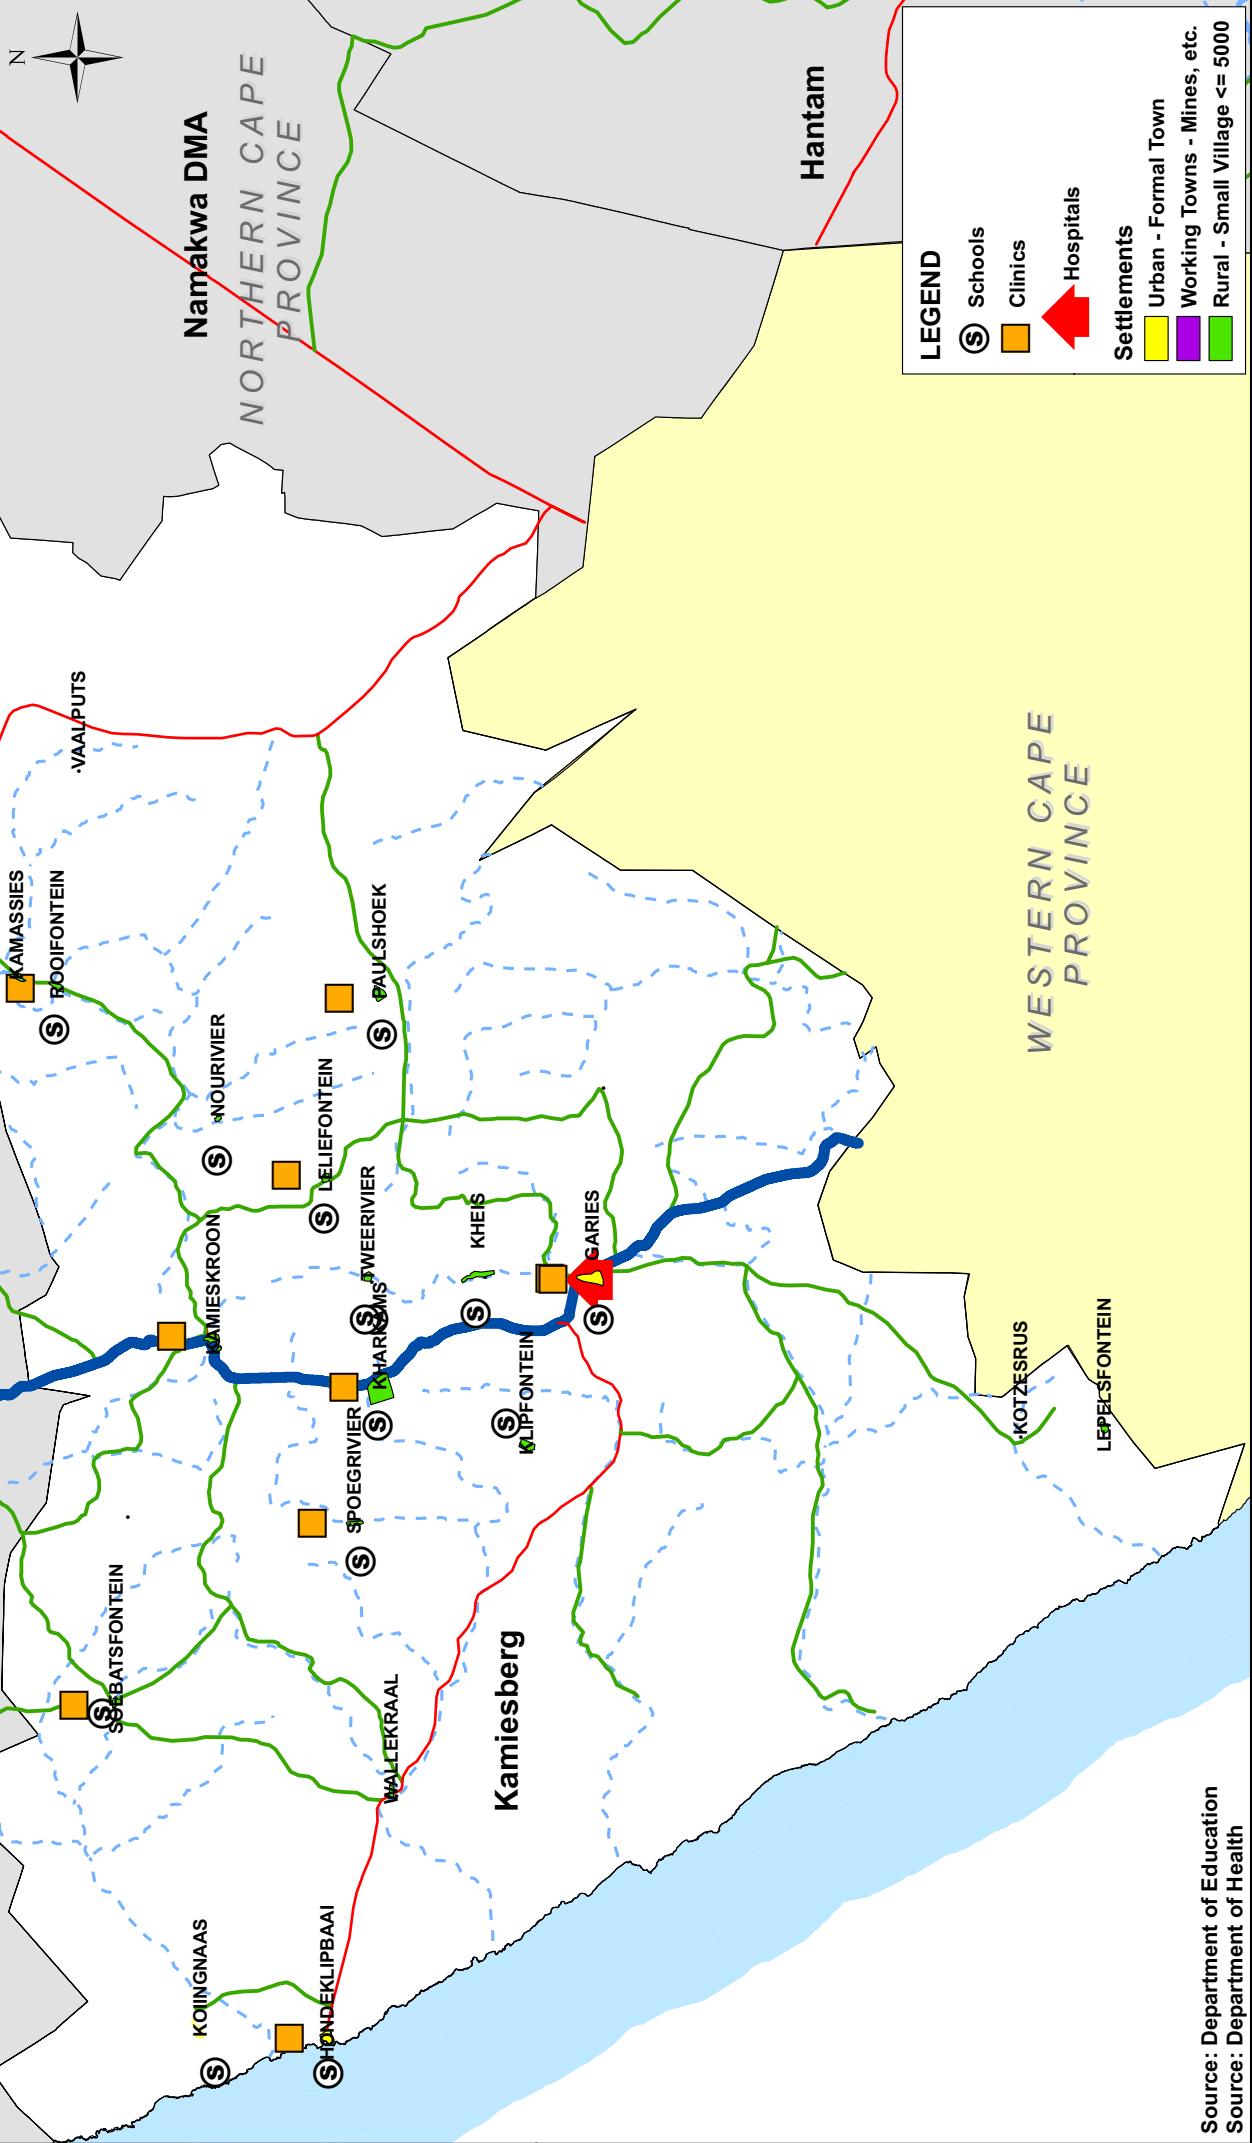 N
Namakwa DMA
NORTHERN CAPE
PROVINCE
Hantam
VAALPUTS
KAMASSIES
ROOIFONTEIN
S
NOURIVIER
S
PAULSHOEK
S
LELIEFONTEIN
S
TWEERIVIER
S
KHEIS
S
KAMIESKROON
KHARKAMS
S
GARIES
S
KLIPFONTEIN
S
SPOEGRIVIER
S
SOEBATSFONTEIN
S
WALLEKRAAL
Kamiesberg
KOIINGNAAS
S
HONDEKLIPBAAI
S
KOTZESRUS
LEPELSFONTEIN
WESTERN CAPE
PROVINCE
LEGEND
S Schools
Clinics
Hospitals
Settlements
Urban - Formal Town
Working Towns - Mines, etc.
Rural - Small Village <= 5000
Source: Department of Education
Source: Department of Health